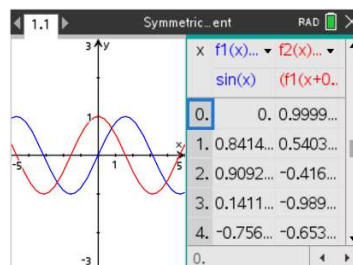 1.1 Symmetric...ent RAD
3 y
1
x
-5 1 5
-3
x f1(x)... f2(x)...
sin(x) (f1(x+0..
0. 0. 0.9999...
1. 0.8414... 0.5403...
2. 0.9092... -0.416...
3. 0.1411... -0.989...
4. -0.756... -0.653...
0.